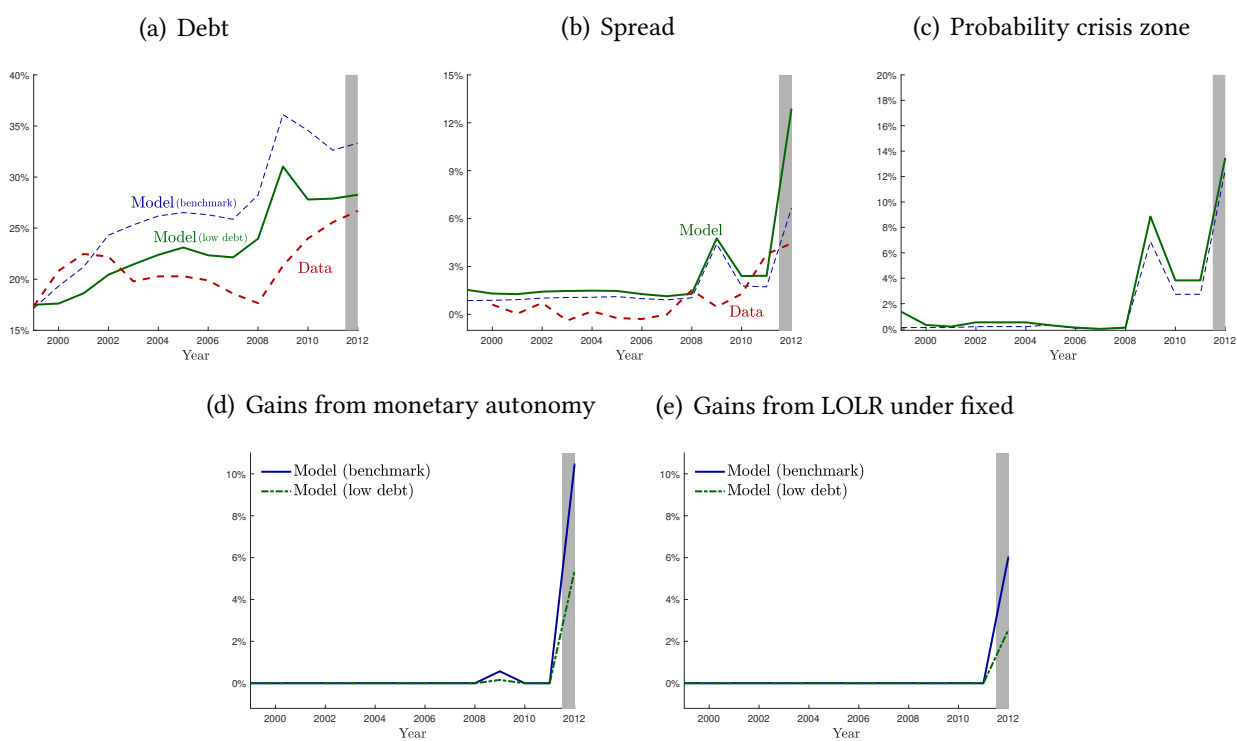 (a) Debt
40%
35%
30%
25%
20%
15%
Model (benchmark)
Model (low debt)
Data
2000 2002 2004 2006 2008 2010 2012
Year
(b) Spread
15%
12%
9%
6%
3%
0%
Model
Data
2000 2002 2004 2006 2008 2010 2012
Year
(c) Probability crisis zone
20%
18%
16%
14%
12%
10%
8%
6%
4%
2%
0%
2000 2002 2004 2006 2008 2010 2012
Year
(d) Gains from monetary autonomy
Model (benchmark)
Model (low debt)
10%
8%
6%
4%
2%
0%
2000 2002 2004 2006 2008 2010 2012
Year
(e) Gains from LOLR under fixed
Model (benchmark)
Model (low debt)
10%
8%
6%
4%
2%
0%
2000 2002 2004 2006 2008 2010 2012
Year